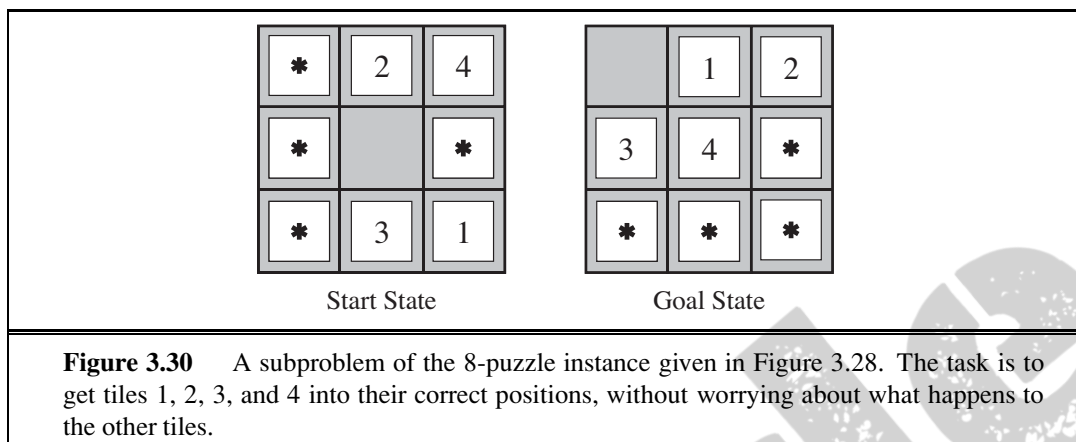 * 2 4
* *
* 3 1
Start State
1 2
3 4 *
* * *
Goal State
Figure 3.30 A subproblem of the 8-puzzle instance given in Figure 3.28. The task is to
get tiles 1, 2, 3, and 4 into their correct positions, without worrying about what happens to
the other tiles.